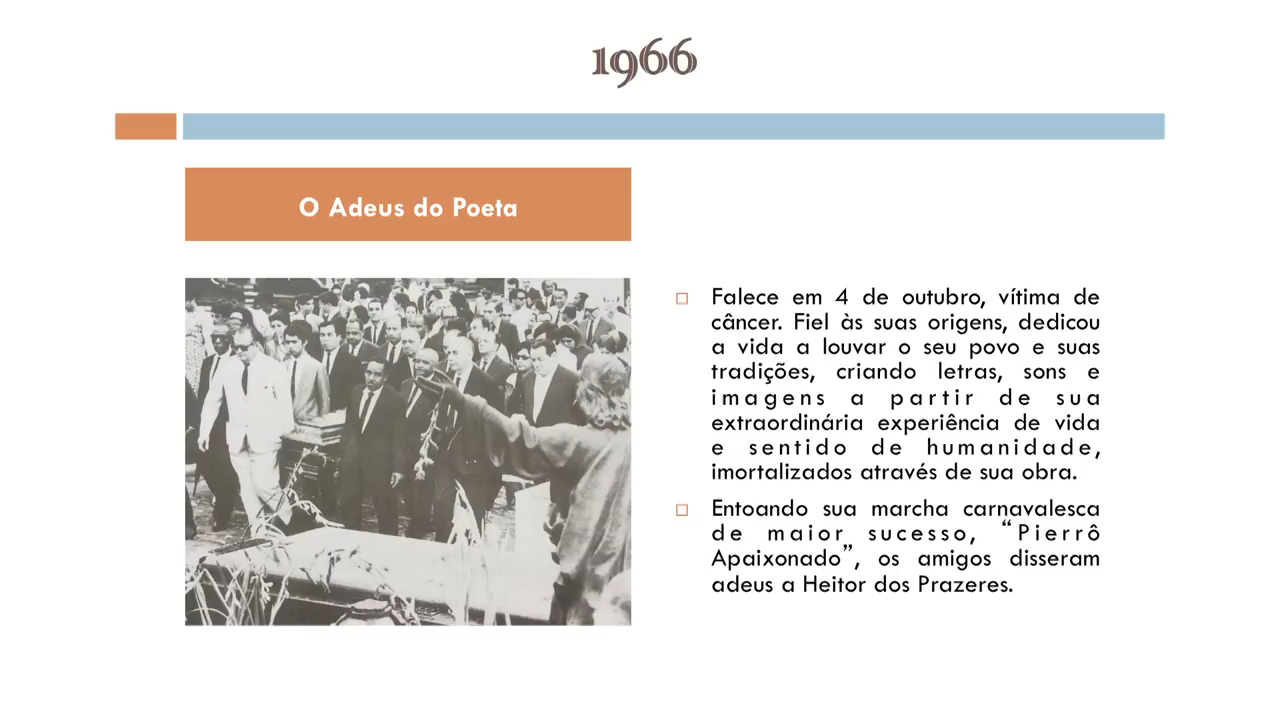 1966
O Adeus do Poeta
Falece em 4 de outubro, vítima de
câncer. Fiel às suas origens, dedicou
a vida a louvar o seu povo e suas
tradições, criando letras, sons e
imagens a partir de sua
extraordinária experiência de vida
e sentido de humanidade,
imortalizados através de sua obra.
Entoando sua marcha carnavalesca
de maior sucesso, “Pierrô
Apaixonado”, os amigos disseram
adeus a Heitor dos Prazeres.